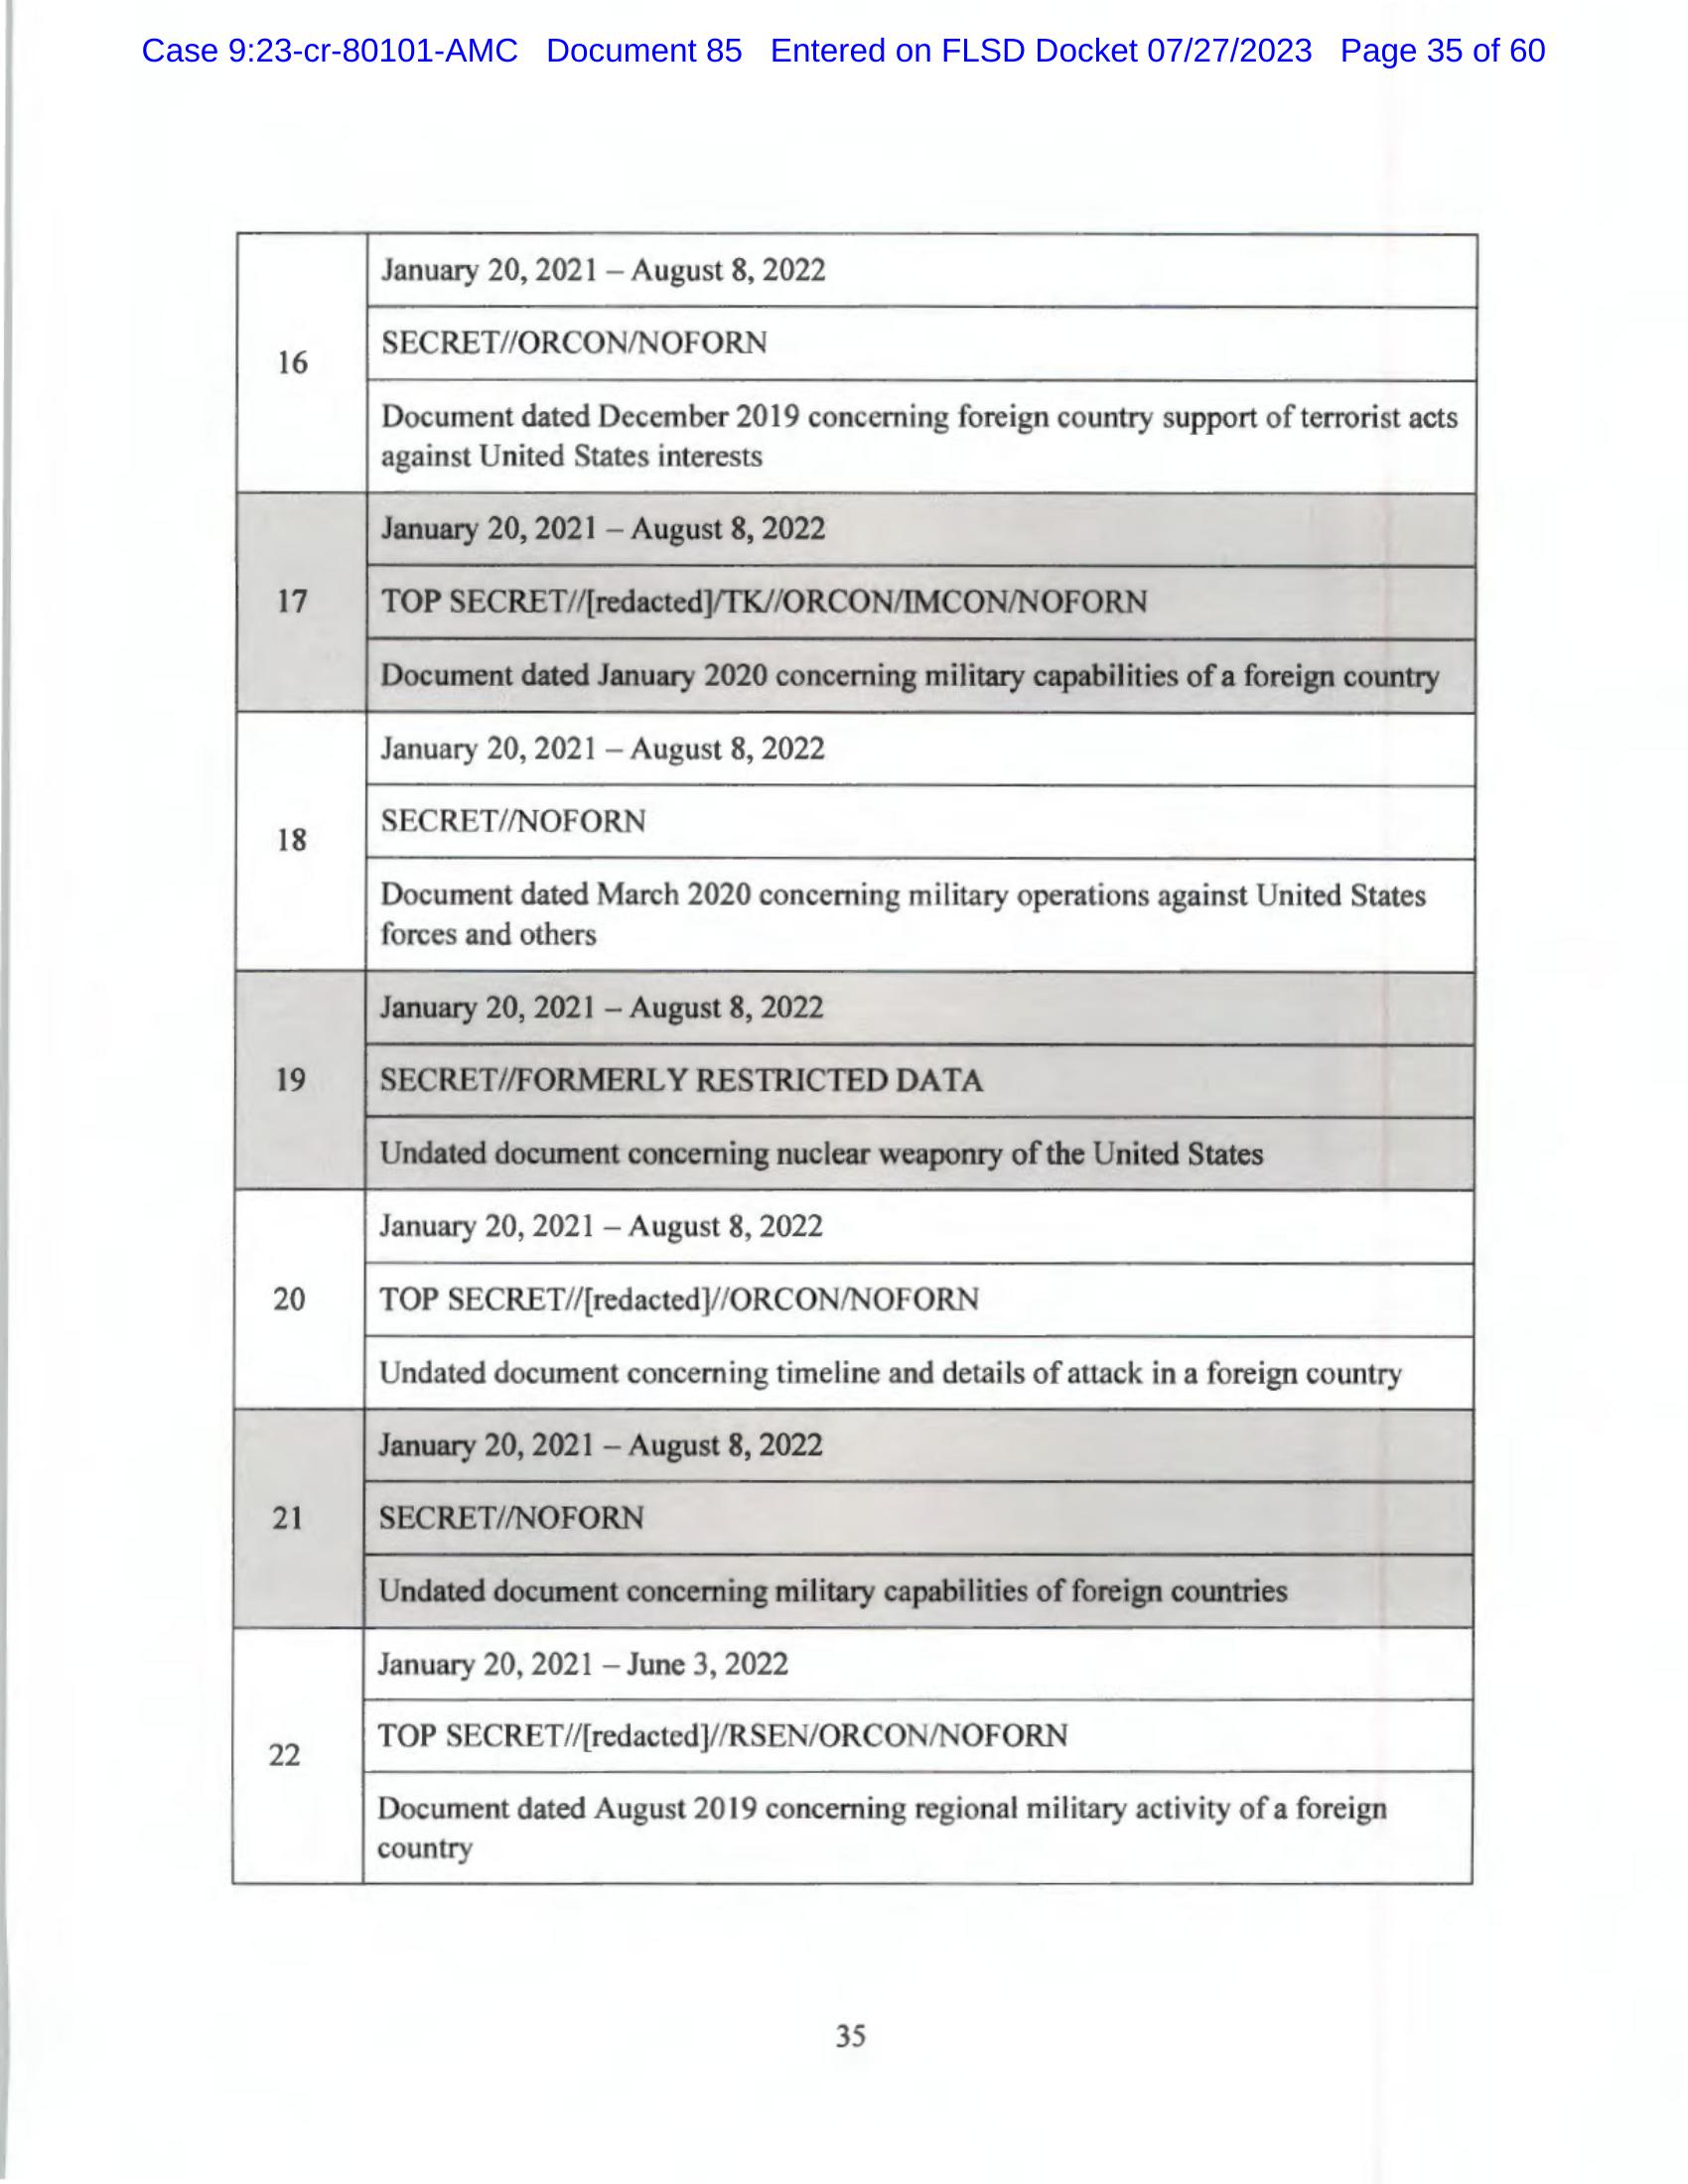 Case 9:23-cr-80101-AMC Document 85 Entered on FLSD Docket 07/27/2023 Page 35 of 60
January 20, 2021 – August 8, 2022
SECRET//ORCON/NOFORN
16
Document dated December 2019 concerning foreign country support of terrorist acts
against United States interests
January 20, 2021 – August 8, 2022
17
TOP SECRET//[redacted]/TK//ORCON/IMCON/NOFORN
Document dated January 2020 concerning military capabilities of a foreign country
January 20, 2021 – August 8, 2022
SECRET//NOFORN
18
Document dated March 2020 concerning military operations against United States
forces and others
January 20, 2021 – August 8, 2022
19
SECRET//FORMERLY RESTRICTED DATA
Undated document concerning nuclear weaponry of the United States
January 20, 2021 – August 8, 2022
20
TOP SECRET//[redacted]//ORCON/NOFORN
Undated document concerning timeline and details of attack in a foreign country
January 20, 2021 – August 8, 2022
21
SECRET//NOFORN
Undated document concerning military capabilities of foreign countries
January 20, 2021 – June 3, 2022
TOP SECRET//[redacted]//RSEN/ORCON/NOFORN
22
Document dated August 2019 concerning regional military activity of a foreign
country
35